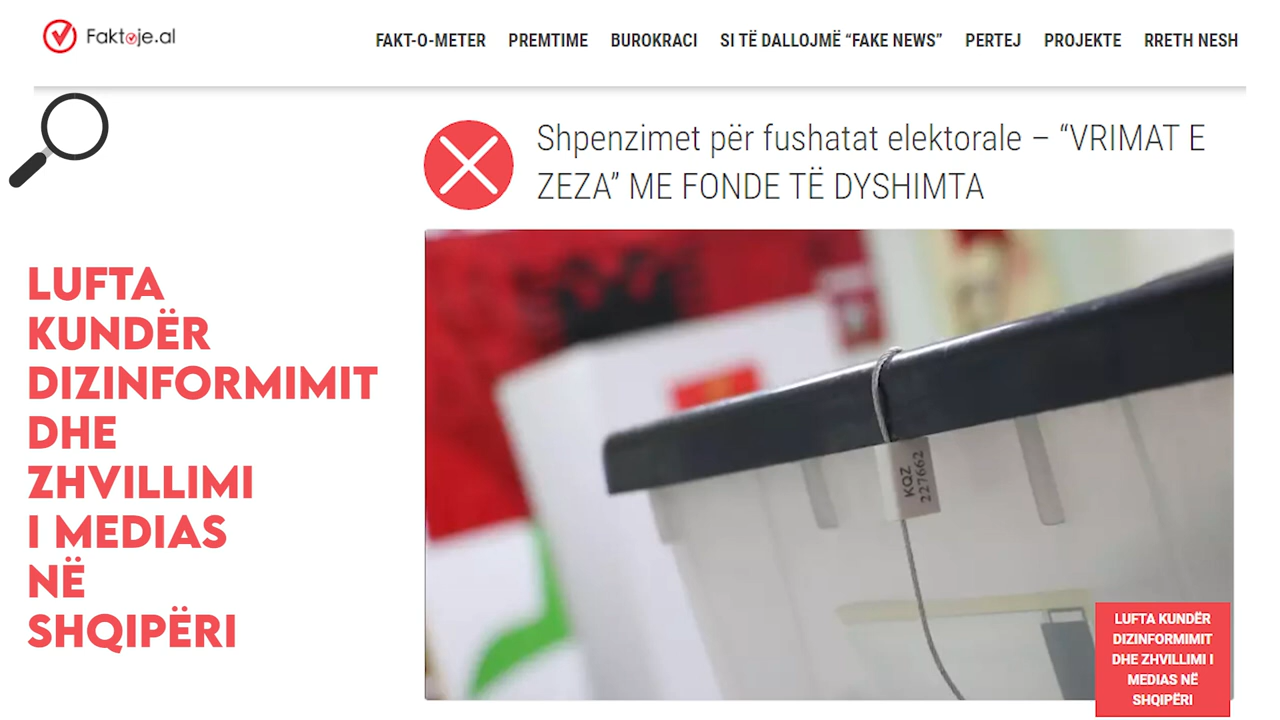 Faktoje.al
FAKT-O-METER PREMTIME BUROKRACI SI TË DALLOJMË “FAKE NEWS” PERTEJ PROJEKTE RRETH NESH
Shpenzimet për fushatat elektorale – “VRIMAT E
ZEZA” ME FONDE TË DYSHIMTA
LUFTA
KUNDËR
DIZINFORMIMIT
DHE
ZHVILLIMI
I MEDIAS
NË
SHQIPËRI
KQZ
227662
LUFTA KUNDËR
DIZINFORMIMIT
DHE ZHVILLIMI I
MEDIAS NË
SHQIPËRI